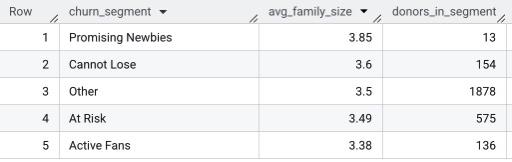 Row churn_segment avg_family_size donors_in_segment
1 Promising Newbies 3.85 13
2 Cannot Lose 3.6 154
3 Other 3.5 1878
4 At Risk 3.49 575
5 Active Fans 3.38 136